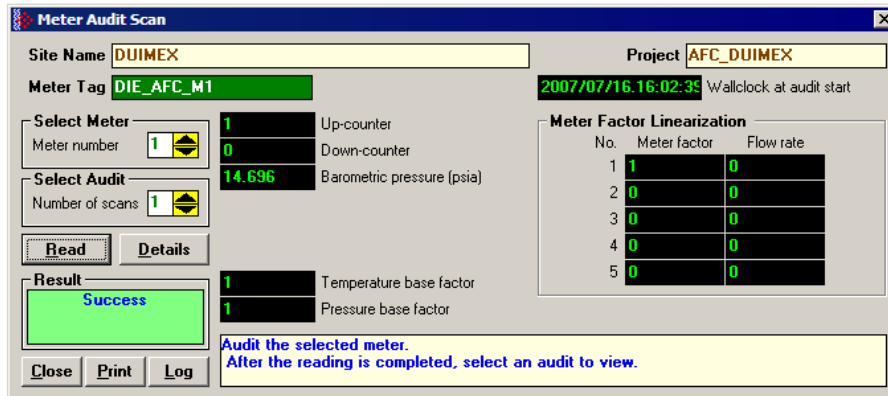 Meter Audit Scan
Site Name DUIMEX Project AFC_DUIMEX
Meter Tag DIE_AFC_M1 2007/07/16.16:02:39 Wallclock at audit start
Select Meter
Meter number 1
Select Audit
Number of scans 1
Read Details
Result
Success
Close Print Log
1 Up-counter
0 Down-counter
14.696 Barometric pressure (psia)
1 Temperature base factor
1 Pressure base factor
Meter Factor Linearization
No. Meter factor Flow rate
1 1 0
2 0 0
3 0 0
4 0 0
5 0 0
Audit the selected meter.
After the reading is completed, select an audit to view.